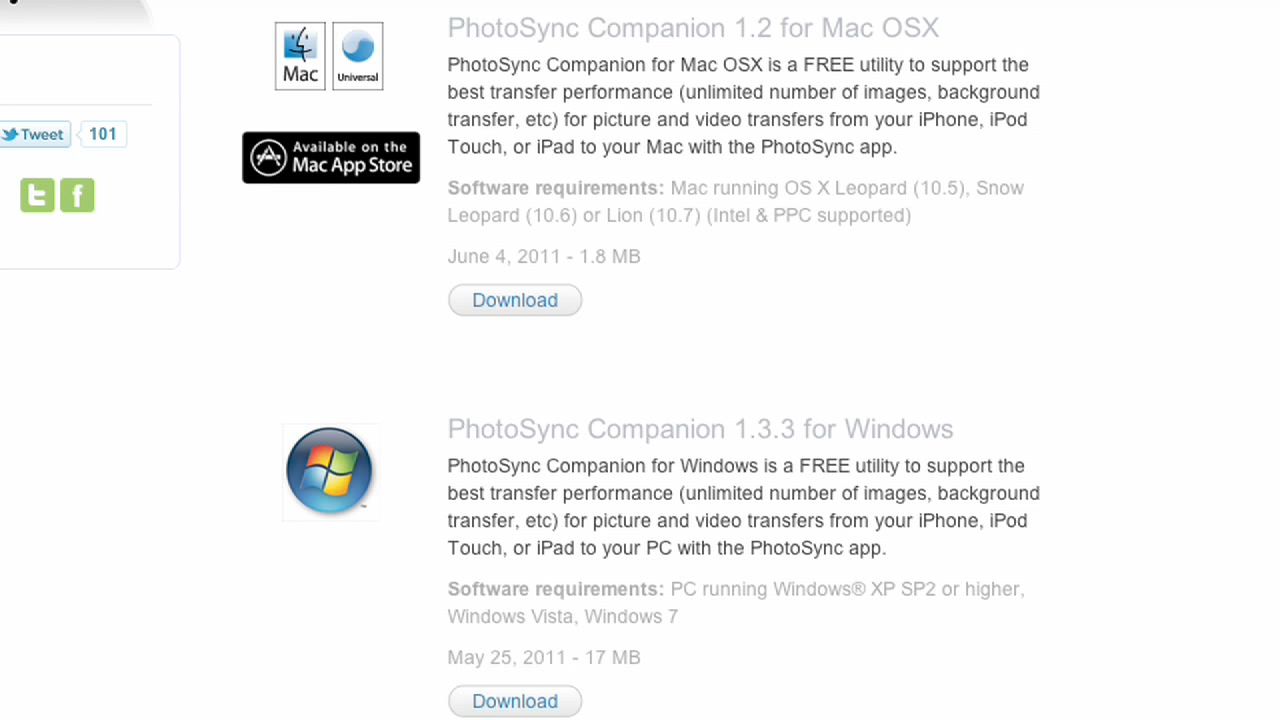 PhotoSync Companion 1.2 for Mac OSX
Mac
Universal
PhotoSync Companion for Mac OSX is a FREE utility to support the
best transfer performance (unlimited number of images, background
transfer, etc) for picture and video transfers from your iPhone, iPod
Touch, or iPad to your Mac with the PhotoSync app.
Tweet
101
Available on the
Mac App Store
Software requirements: Mac running OS X Leopard (10.5), Snow
Leopard (10.6) or Lion (10.7) (Intel & PPC supported)
June 4, 2011 - 1.8 MB
Download
PhotoSync Companion 1.3.3 for Windows
PhotoSync Companion for Windows is a FREE utility to support the
best transfer performance (unlimited number of images, background
transfer, etc) for picture and video transfers from your iPhone, iPod
Touch, or iPad to your PC with the PhotoSync app.
Software requirements: PC running Windows® XP SP2 or higher,
Windows Vista, Windows 7
May 25, 2011 - 17 MB
Download